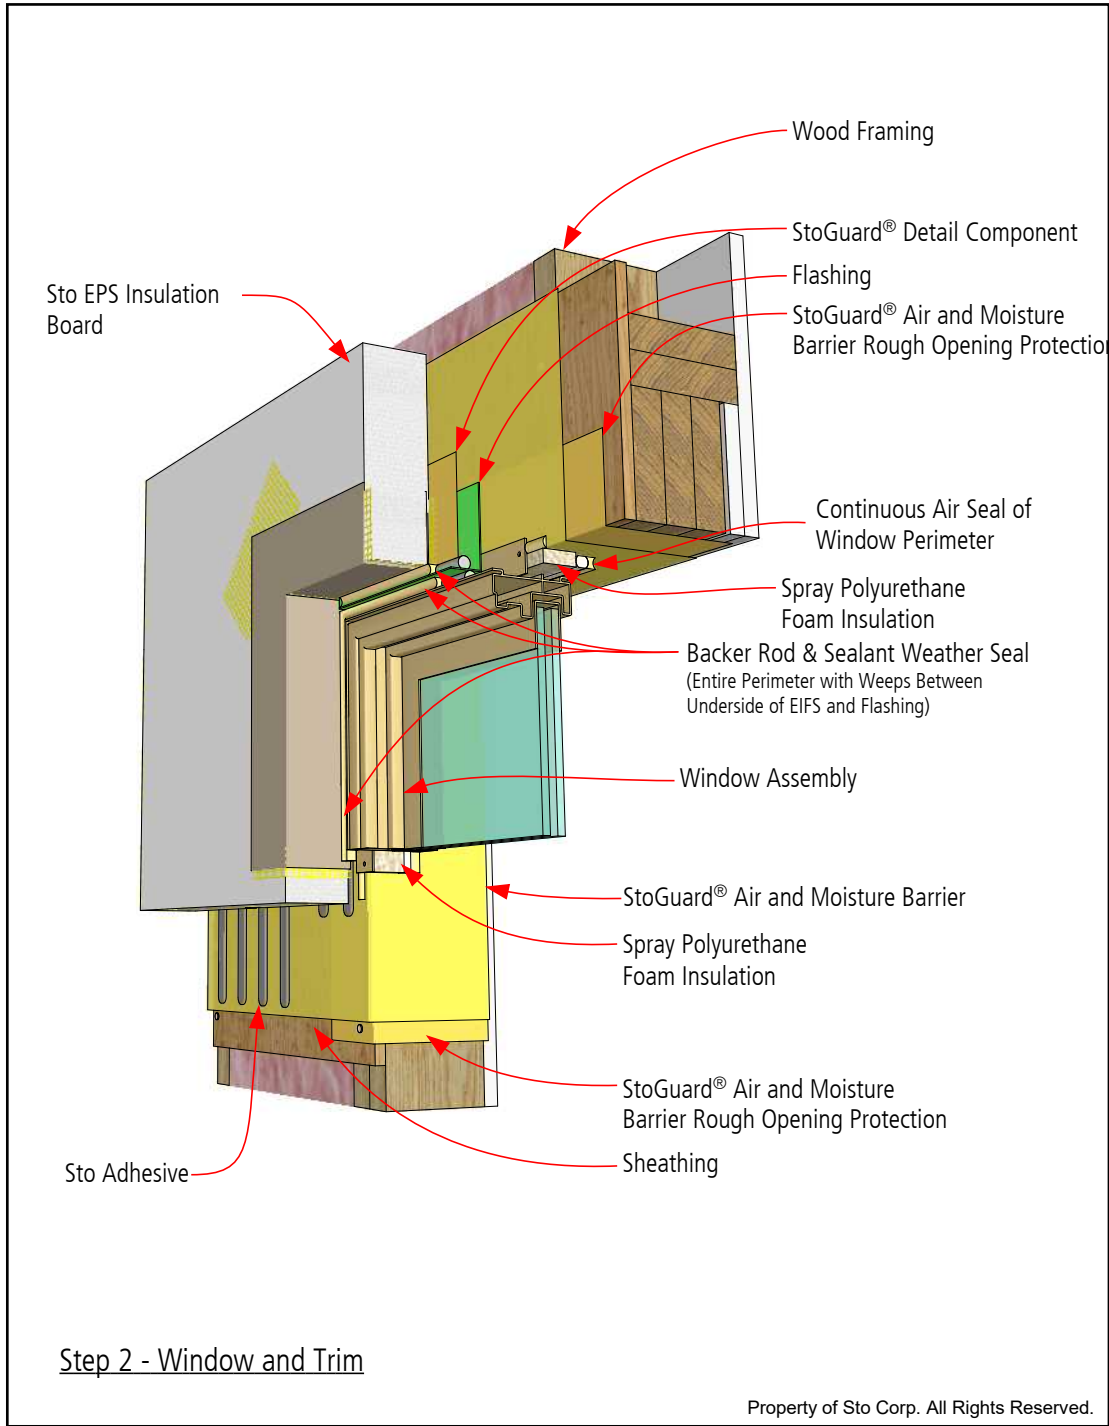 Wood Framing
StoGuard® Detail Component
Flashing
Sto EPS Insulation
Board
StoGuard® Air and Moisture
Barrier Rough Opening Protection
Continuous Air Seal of
Window Perimeter
Spray Polyurethane
Foam Insulation
Backer Rod & Sealant Weather Seal
(Entire Perimeter with Weeps Between
Underside of EIFS and Flashing)
Window Assembly
StoGuard® Air and Moisture Barrier
Spray Polyurethane
Foam Insulation
StoGuard® Air and Moisture
Barrier Rough Opening Protection
Sheathing
Sto Adhesive
Step 2 - Window and Trim
Property of Sto Corp. All Rights Reserved.